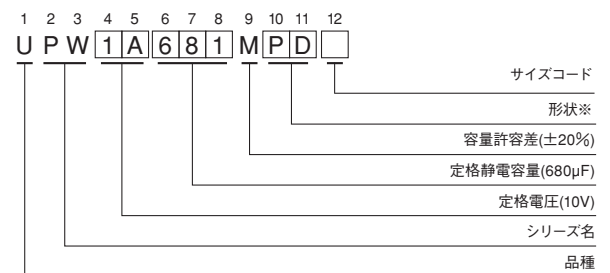 1 2 3 4 5 6 7 8 9 10 11 12
U P W 1 A 6 8 1 M P D
サイズコード
形状※
容量許容差(±20%)
定格静電容量(680µF)
定格電圧(10V)
シリーズ名
品種